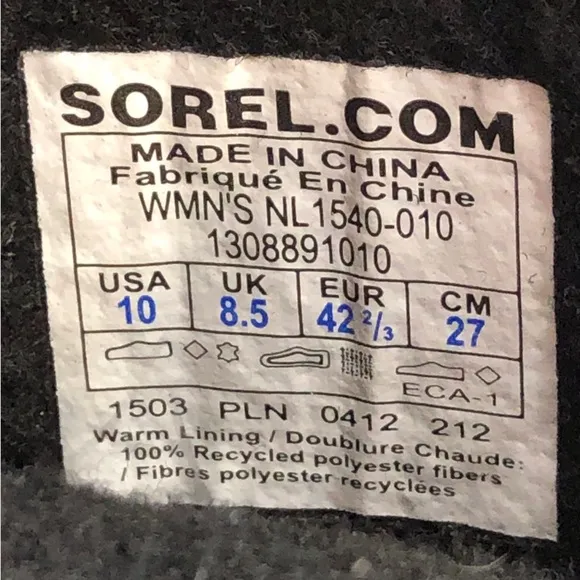 SOREL.COM
MADE IN CHINA
Fabriqué En Chine
WMN'S NL1540-010
1308891010
USA UK EUR CM
10 8.5 42 2/3 27
ECA-1
1503 PLN 0412 212
Warm Lining / Doublure Chaude:
100% Recycled polyester fibers
/ Fibres polyester recyclées